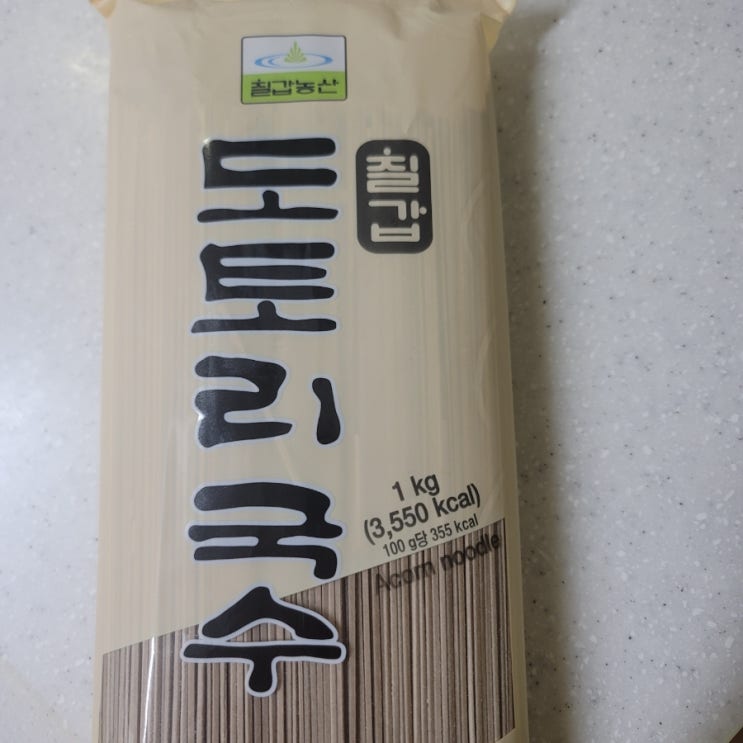 칠갑농산
칠갑
도토리국수
1 kg
(3,550 kcal)
100 g당 355 kcal
Acorn noodle